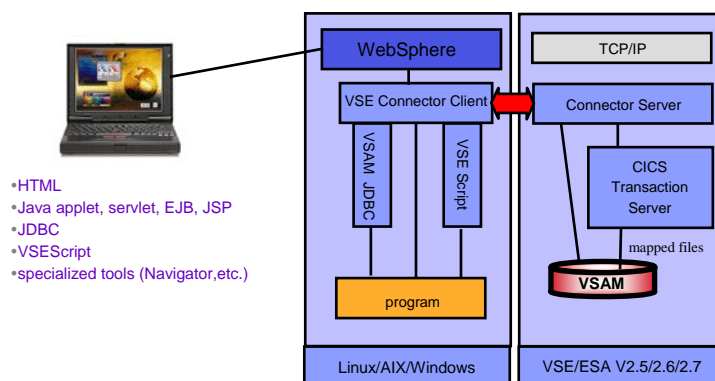 •HTML
•Java applet, servlet, EJB, JSP
•JDBC
•VSEScript
•specialized tools (Navigator,etc.)
WebSphere
VSE Connector Client
VSAM JDBC
VSE Script
program
Linux/AIX/Windows
TCP/IP
Connector Server
CICS
Transaction
Server
mapped files
VSAM
VSE/ESA V2.5/2.6/2.7